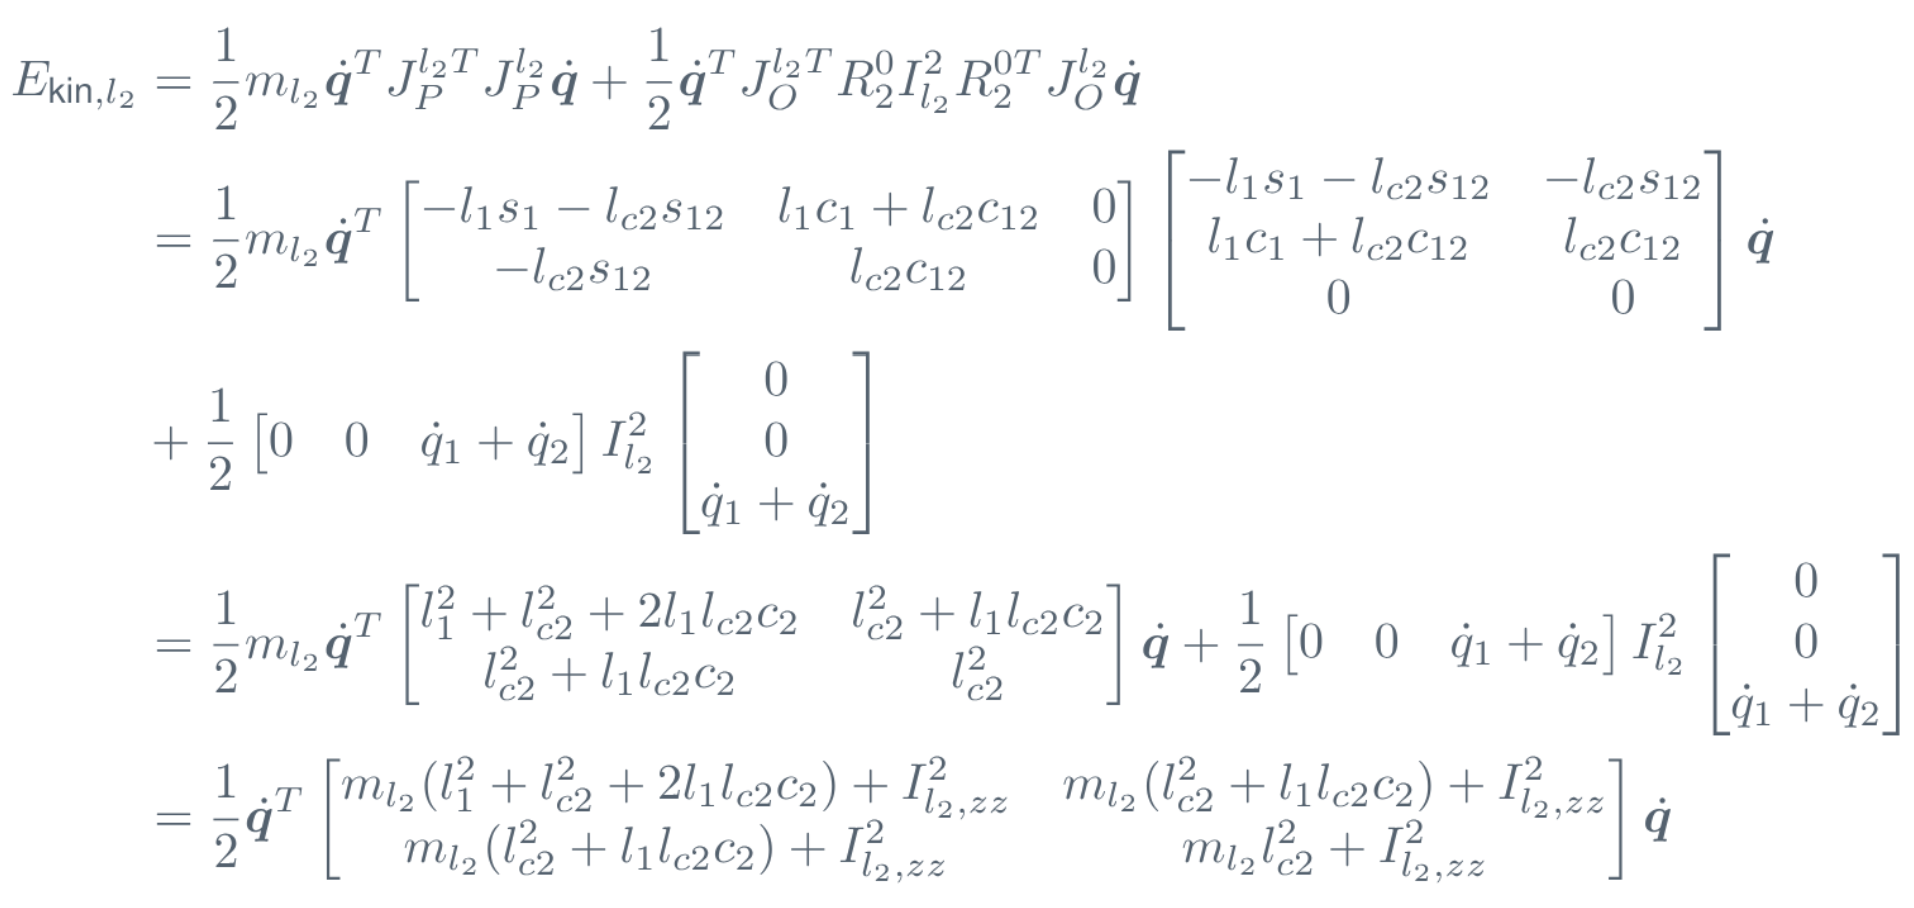 $E_{\text{kin},l_2} = \frac{1}{2} m_{l_2} \dot{\boldsymbol{q}}^T J_P^{l_2 T} J_P^{l_2} \dot{\boldsymbol{q}} + \frac{1}{2} \dot{\boldsymbol{q}}^T J_O^{l_2 T} R_2^0 I_{l_2}^2 R_2^{0T} J_O^{l_2} \dot{\boldsymbol{q}}$
$= \frac{1}{2} m_{l_2} \dot{\boldsymbol{q}}^T \begin{bmatrix} -l_1 s_1 - l_{c2} s_{12} & l_1 c_1 + l_{c2} c_{12} & 0 \\ -l_{c2} s_{12} & l_{c2} c_{12} & 0 \end{bmatrix} \begin{bmatrix} -l_1 s_1 - l_{c2} s_{12} & -l_{c2} s_{12} \\ l_1 c_1 + l_{c2} c_{12} & l_{c2} c_{12} \\ 0 & 0 \end{bmatrix} \dot{\boldsymbol{q}}$
$+ \frac{1}{2} \begin{bmatrix} 0 & 0 & \dot{q}_1 + \dot{q}_2 \end{bmatrix} I_{l_2}^2 \begin{bmatrix} 0 \\ 0 \\ \dot{q}_1 + \dot{q}_2 \end{bmatrix}$
$= \frac{1}{2} m_{l_2} \dot{\boldsymbol{q}}^T \begin{bmatrix} l_1^2 + l_{c2}^2 + 2 l_1 l_{c2} c_2 & l_{c2}^2 + l_1 l_{c2} c_2 \\ l_{c2}^2 + l_1 l_{c2} c_2 & l_{c2}^2 \end{bmatrix} \dot{\boldsymbol{q}} + \frac{1}{2} \begin{bmatrix} 0 & 0 & \dot{q}_1 + \dot{q}_2 \end{bmatrix} I_{l_2}^2 \begin{bmatrix} 0 \\ 0 \\ \dot{q}_1 + \dot{q}_2 \end{bmatrix}$
$= \frac{1}{2} \dot{\boldsymbol{q}}^T \begin{bmatrix} m_{l_2}(l_1^2 + l_{c2}^2 + 2 l_1 l_{c2} c_2) + I_{l_2,zz}^2 & m_{l_2}(l_{c2}^2 + l_1 l_{c2} c_2) + I_{l_2,zz}^2 \\ m_{l_2}(l_{c2}^2 + l_1 l_{c2} c_2) + I_{l_2,zz}^2 & m_{l_2} l_{c2}^2 + I_{l_2,zz}^2 \end{bmatrix} \dot{\boldsymbol{q}}$